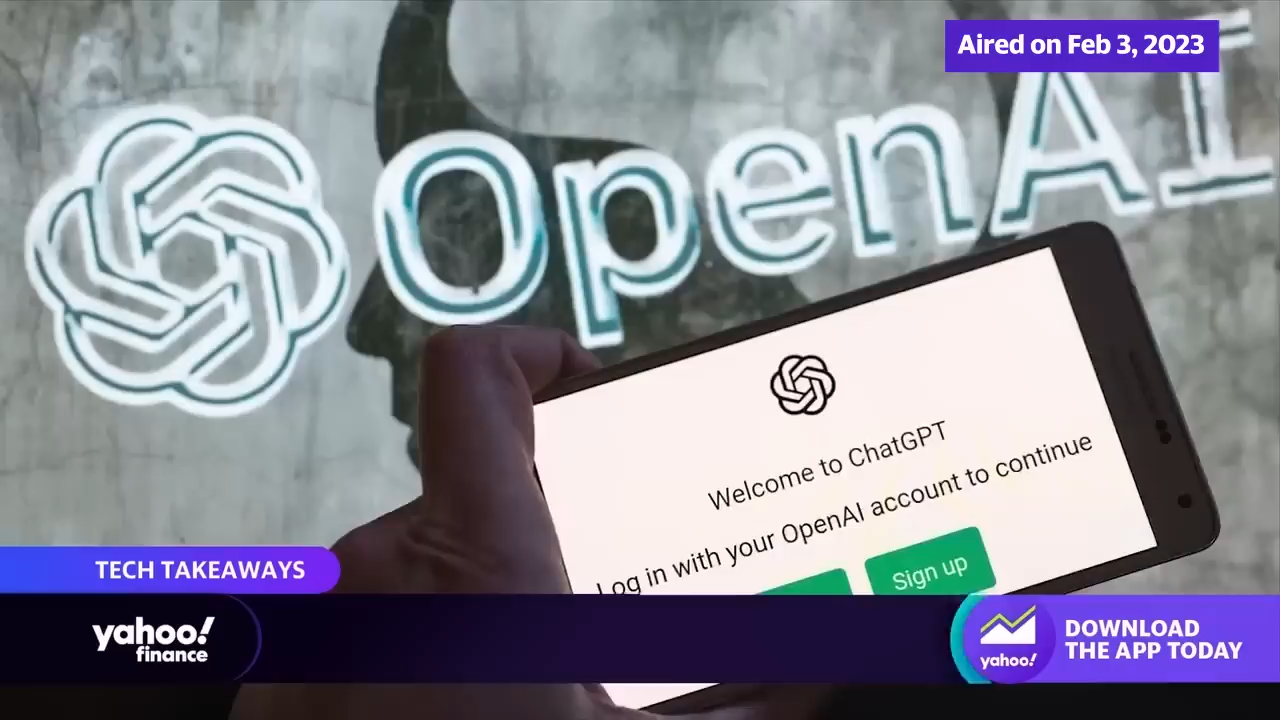 Aired on Feb 3, 2023
OpenAI
Welcome to ChatGPT
Log in with your OpenAI account to continue
Sign up
TECH TAKEAWAYS
yahoo!
finance
yahoo!
DOWNLOAD
THE APP TODAY